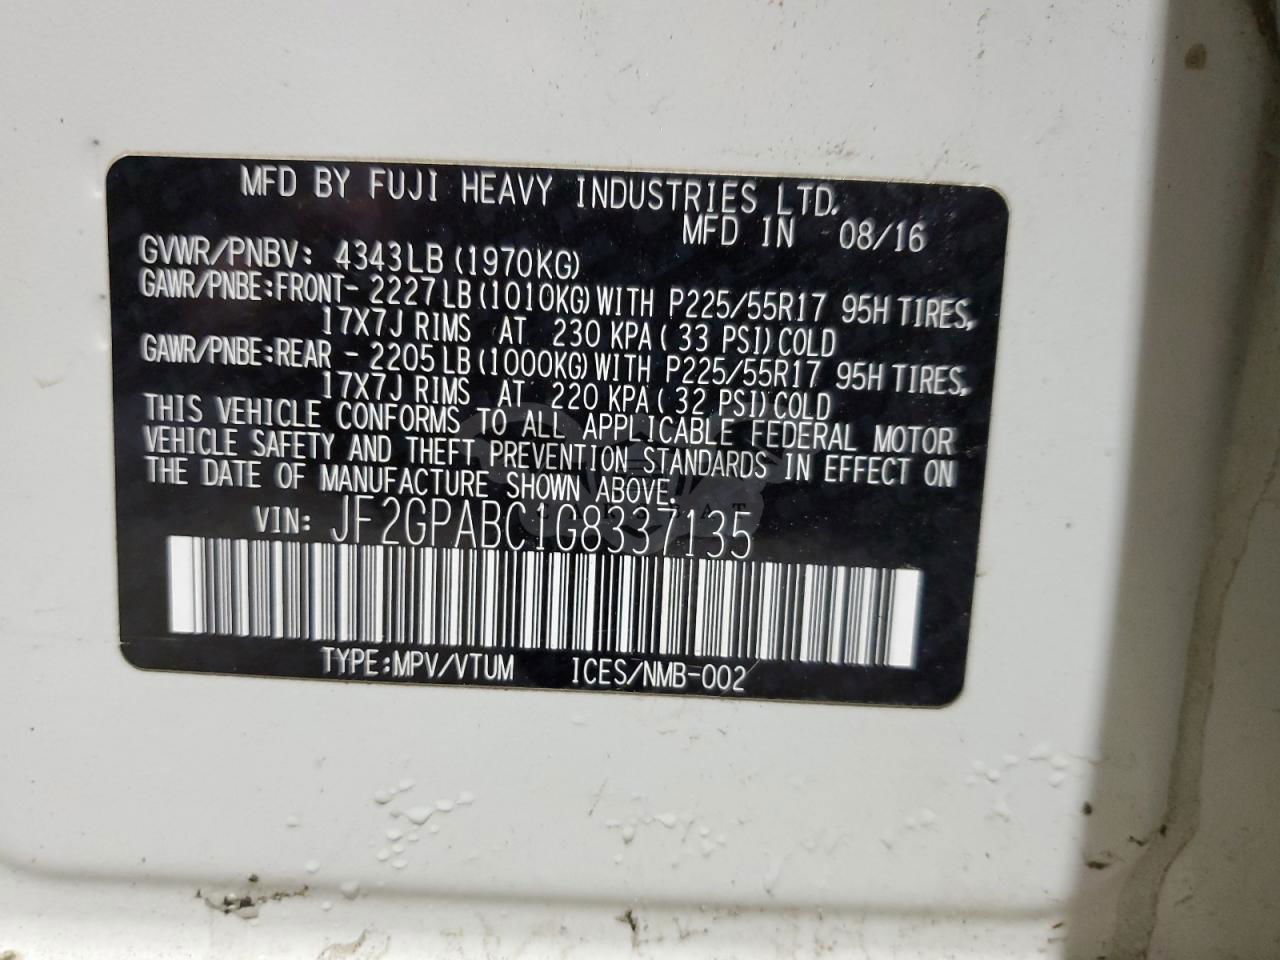 MFD BY FUJI HEAVY INDUSTRIES LTD.
MFD IN 08/16
GVWR/PNBV: 4343LB (1970KG)
GAWR/PNBE:FRONT- 2227LB(1010KG)WITH P225/55R17 95H TIRES,
17X7J RIMS AT 230 KPA(33 PSI)COLD
GAWR/PNBE:REAR - 2205LB(1000KG)WITH P225/55R17 95H TIRES,
17X7J RIMS AT 220 KPA(32 PSI)COLD
THIS VEHICLE CONFORMS TO ALL APPLICABLE FEDERAL MOTOR
VEHICLE SAFETY AND THEFT PREVENTION STANDARDS IN EFFECT ON
THE DATE OF MANUFACTURE SHOWN ABOVE.
VIN: JF2GPABC1G8337135
TYPE:MPV/VTUM ICES/NMB-002